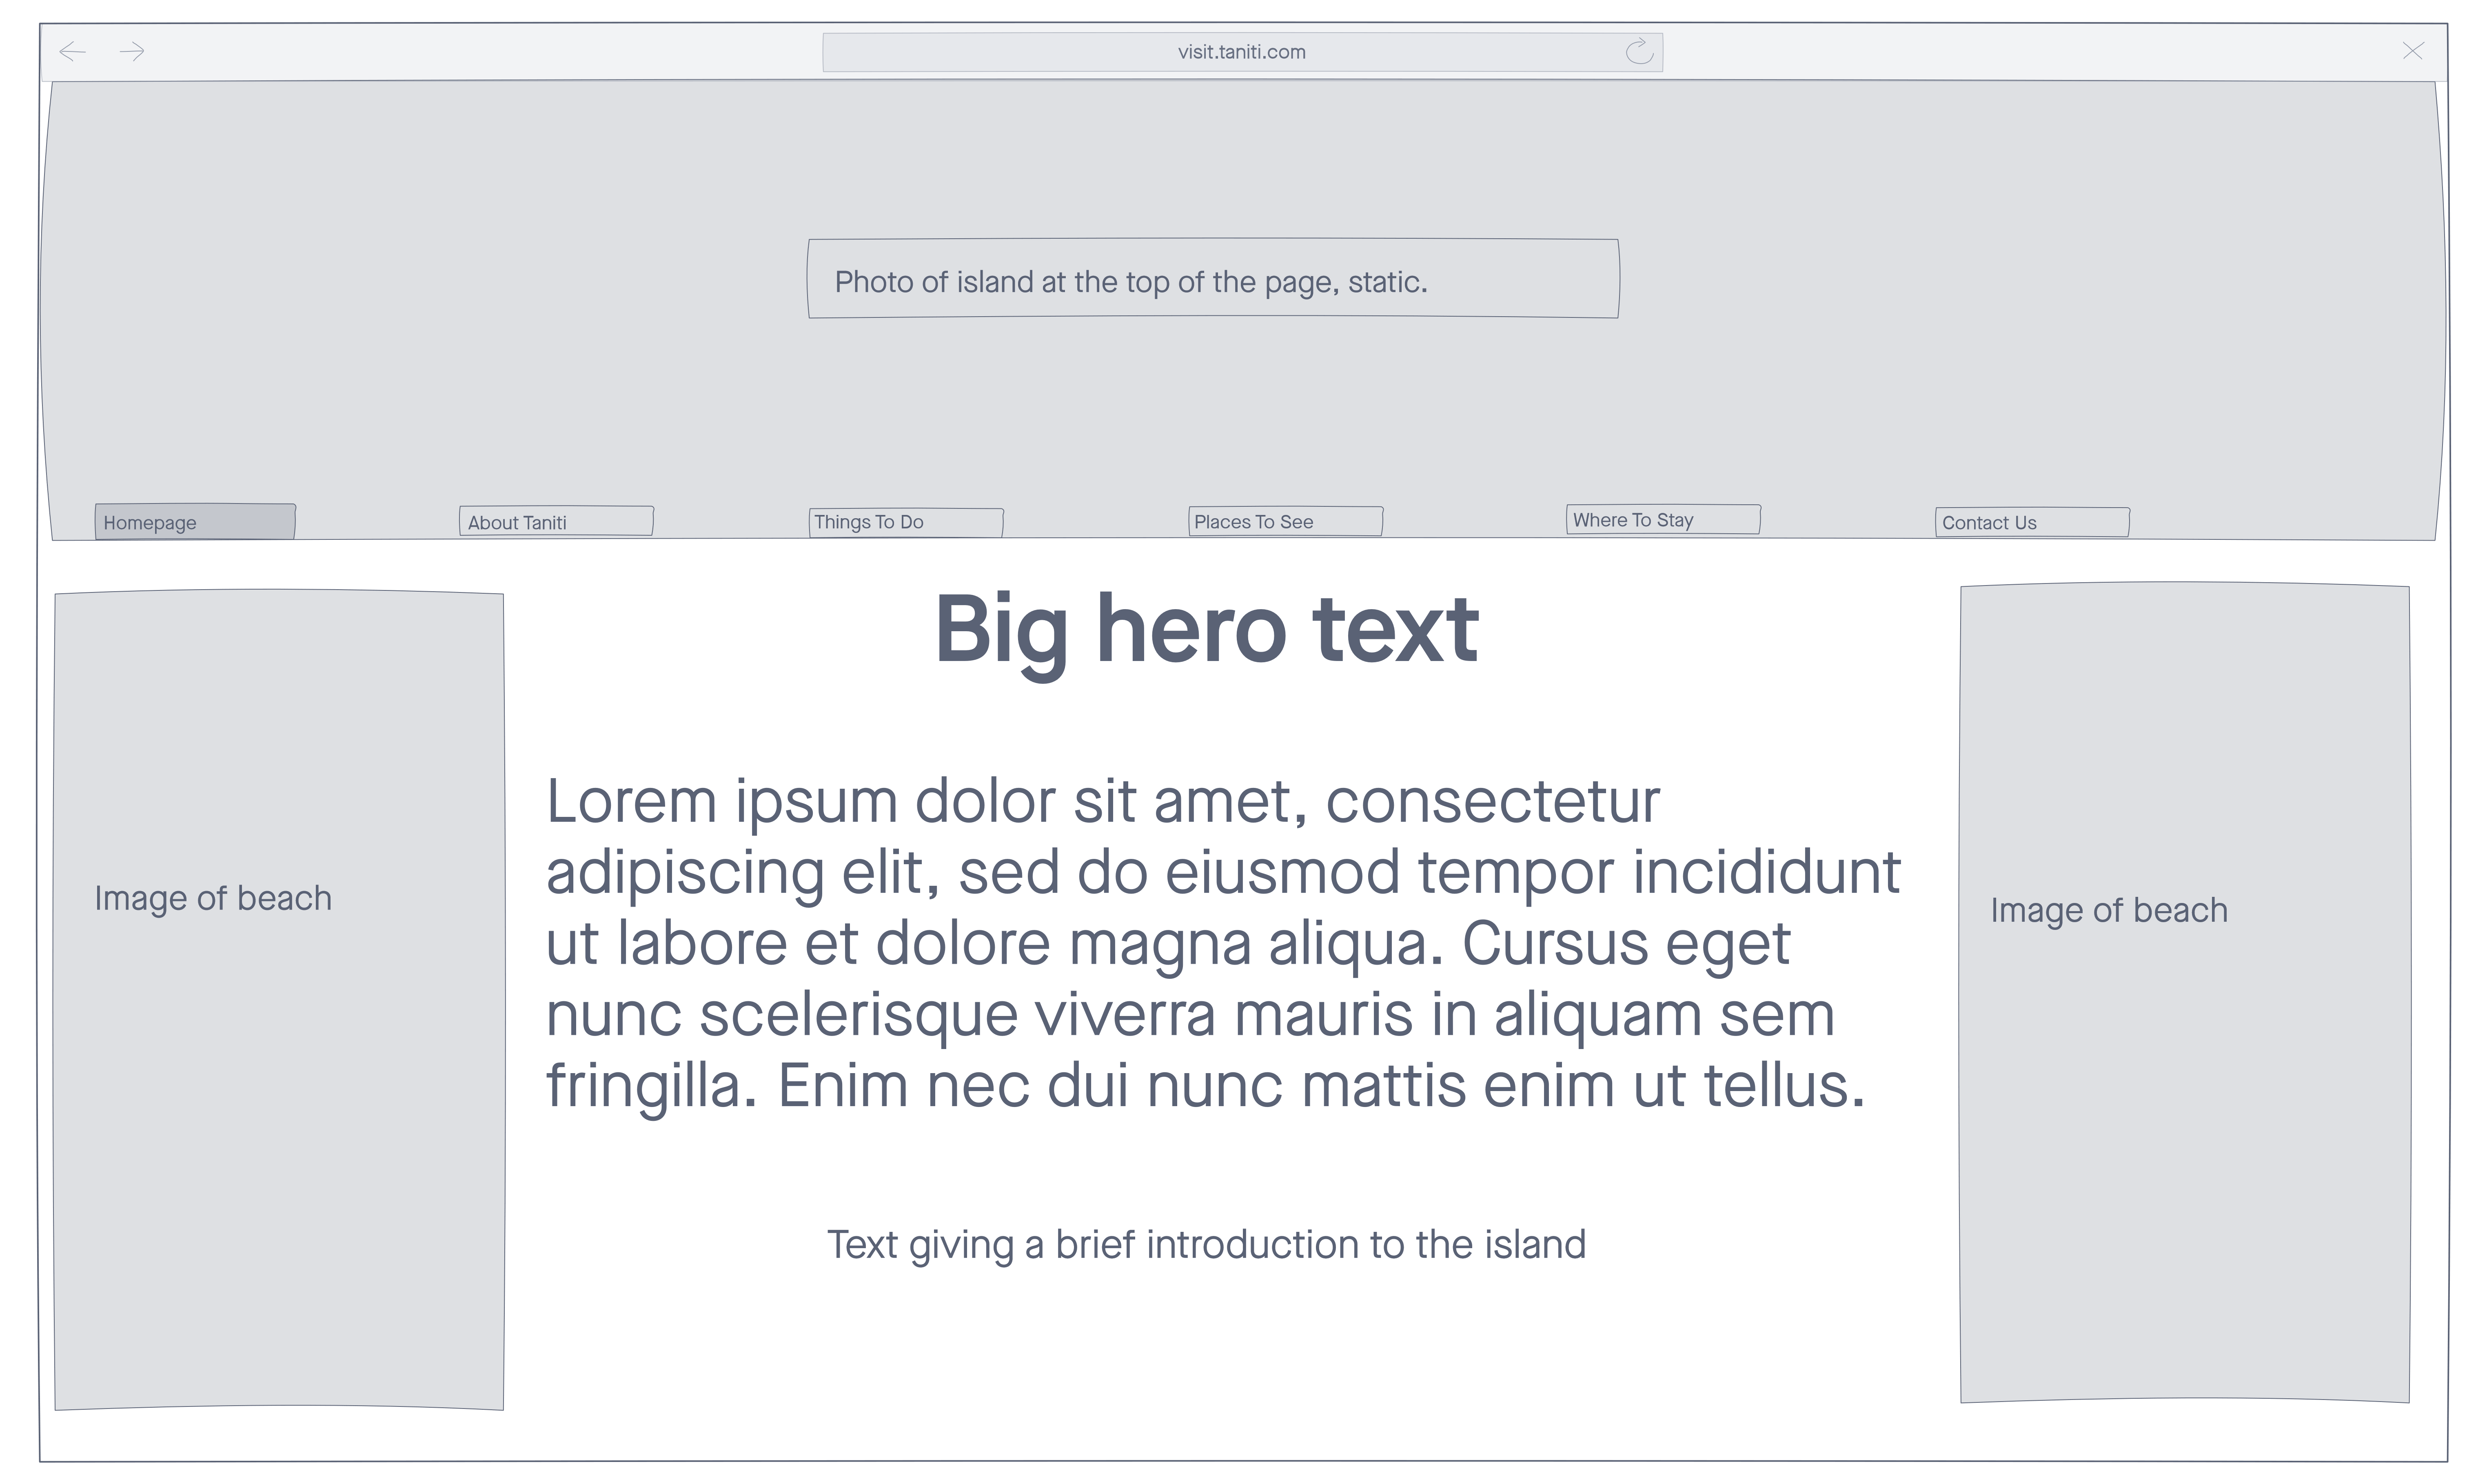 visit.taniti.com
Photo of island at the top of the page, static.
Homepage
About Taniti
Things To Do
Places To See
Where To Stay
Contact Us
Big hero text
Image of beach
Lorem ipsum dolor sit amet, consectetur
adipiscing elit, sed do eiusmod tempor incididunt
ut labore et dolore magna aliqua. Cursus eget
nunc scelerisque viverra mauris in aliquam sem
fringilla. Enim nec dui nunc mattis enim ut tellus.
Image of beach
Text giving a brief introduction to the island